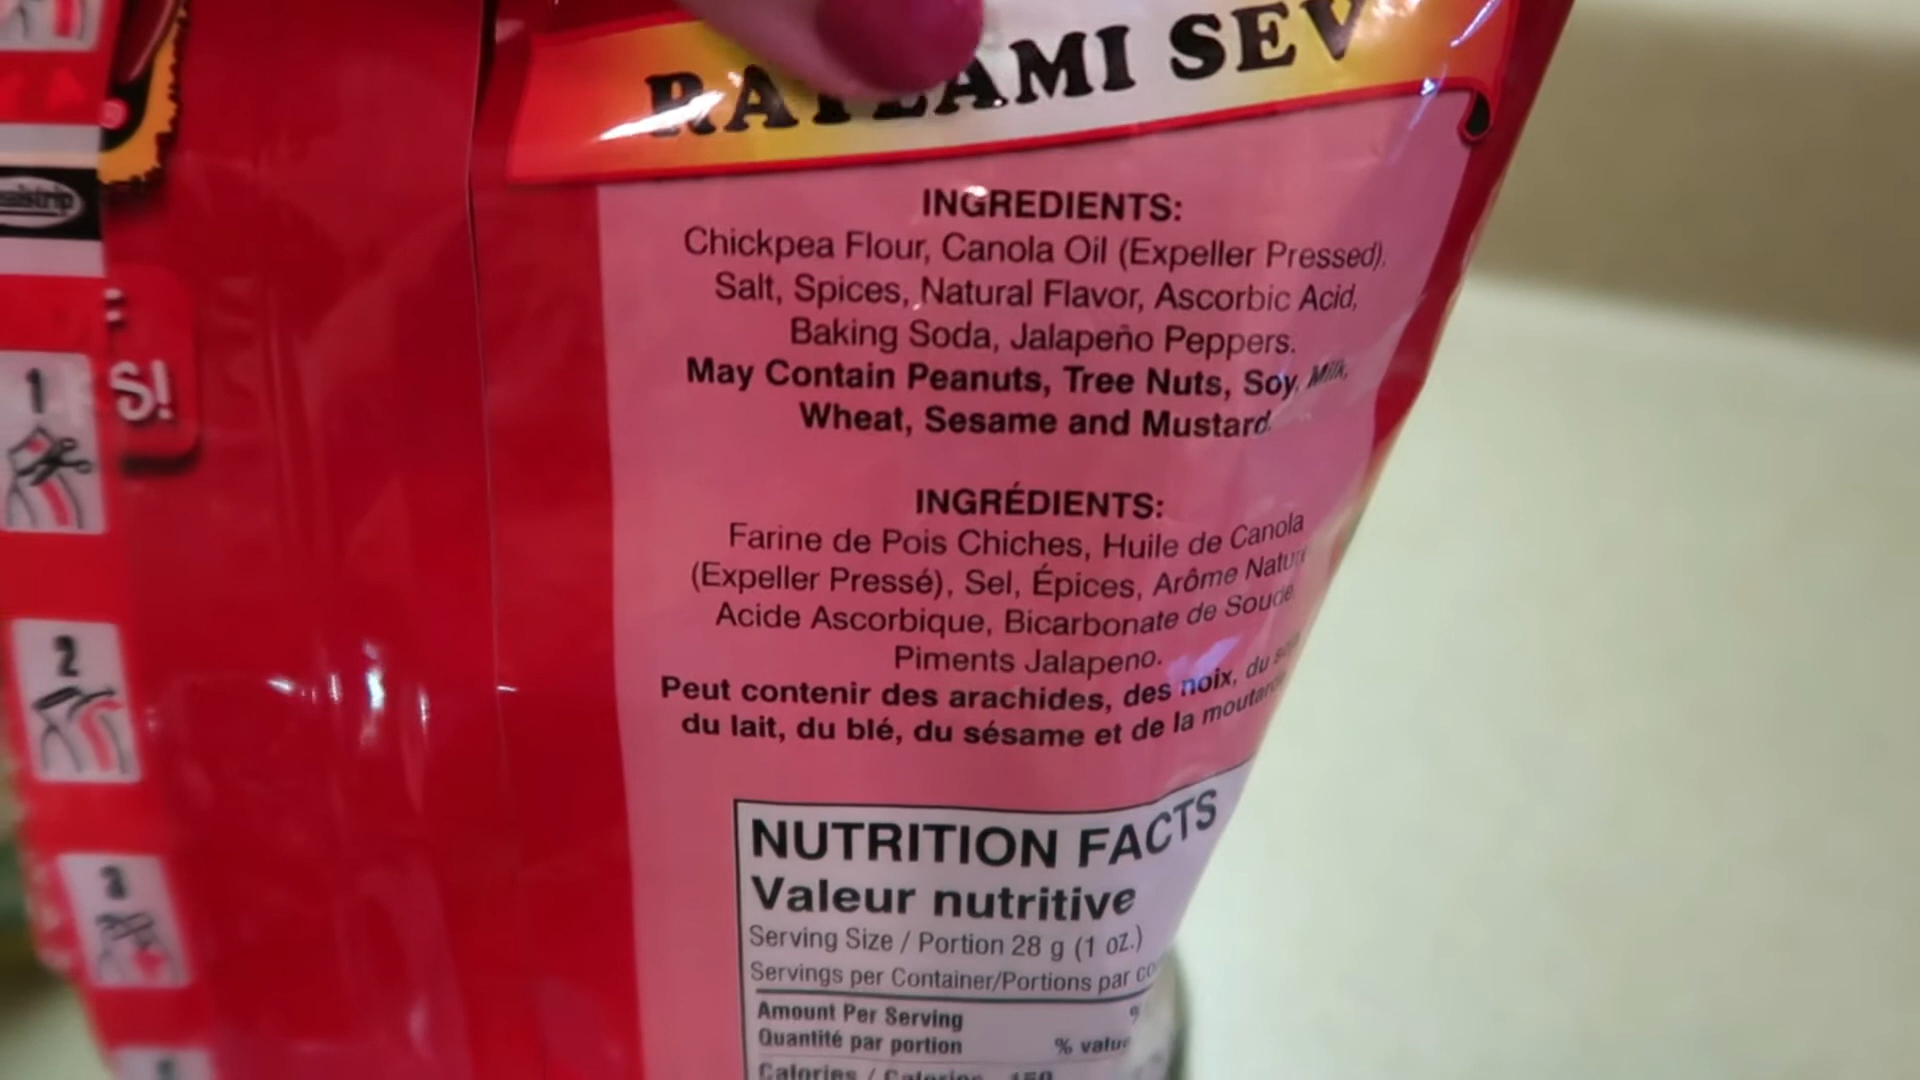 RATLAMI SEV
INGREDIENTS:
Chickpea Flour, Canola Oil (Expeller Pressed),
Salt, Spices, Natural Flavor, Ascorbic Acid,
Baking Soda, Jalapeño Peppers.
May Contain Peanuts, Tree Nuts, Soy, Milk,
Wheat, Sesame and Mustard.
INGRÉDIENTS:
Farine de Pois Chiches, Huile de Canola
(Expeller Pressé), Sel, Épices, Arôme
Acide Ascorbique, Bicarbonate de Soude
Piments Jalapeno.
Peut contenir des arachides, des noix, du
du lait, du blé, du sésame et de la
NUTRITION FACTS
Valeur nutritive
Serving Size / Portion 28 g (1 oz.)
Servings per Container/Portions par
Amount Per Serving
Quantité par portion
%
Calories /
S!
1
2
3